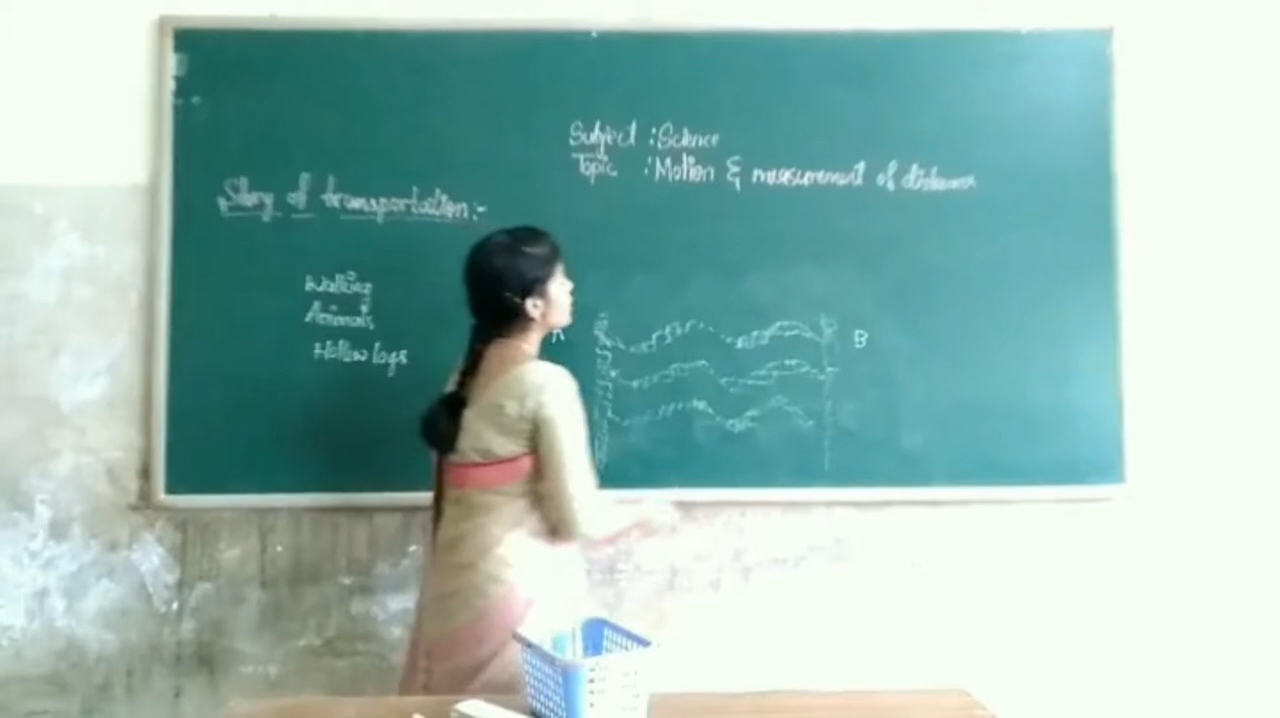 Subject : Science
Topic : Motion & measurement of distance
Story of transportation:-
Walking
Animals
Hollow logs
A
B